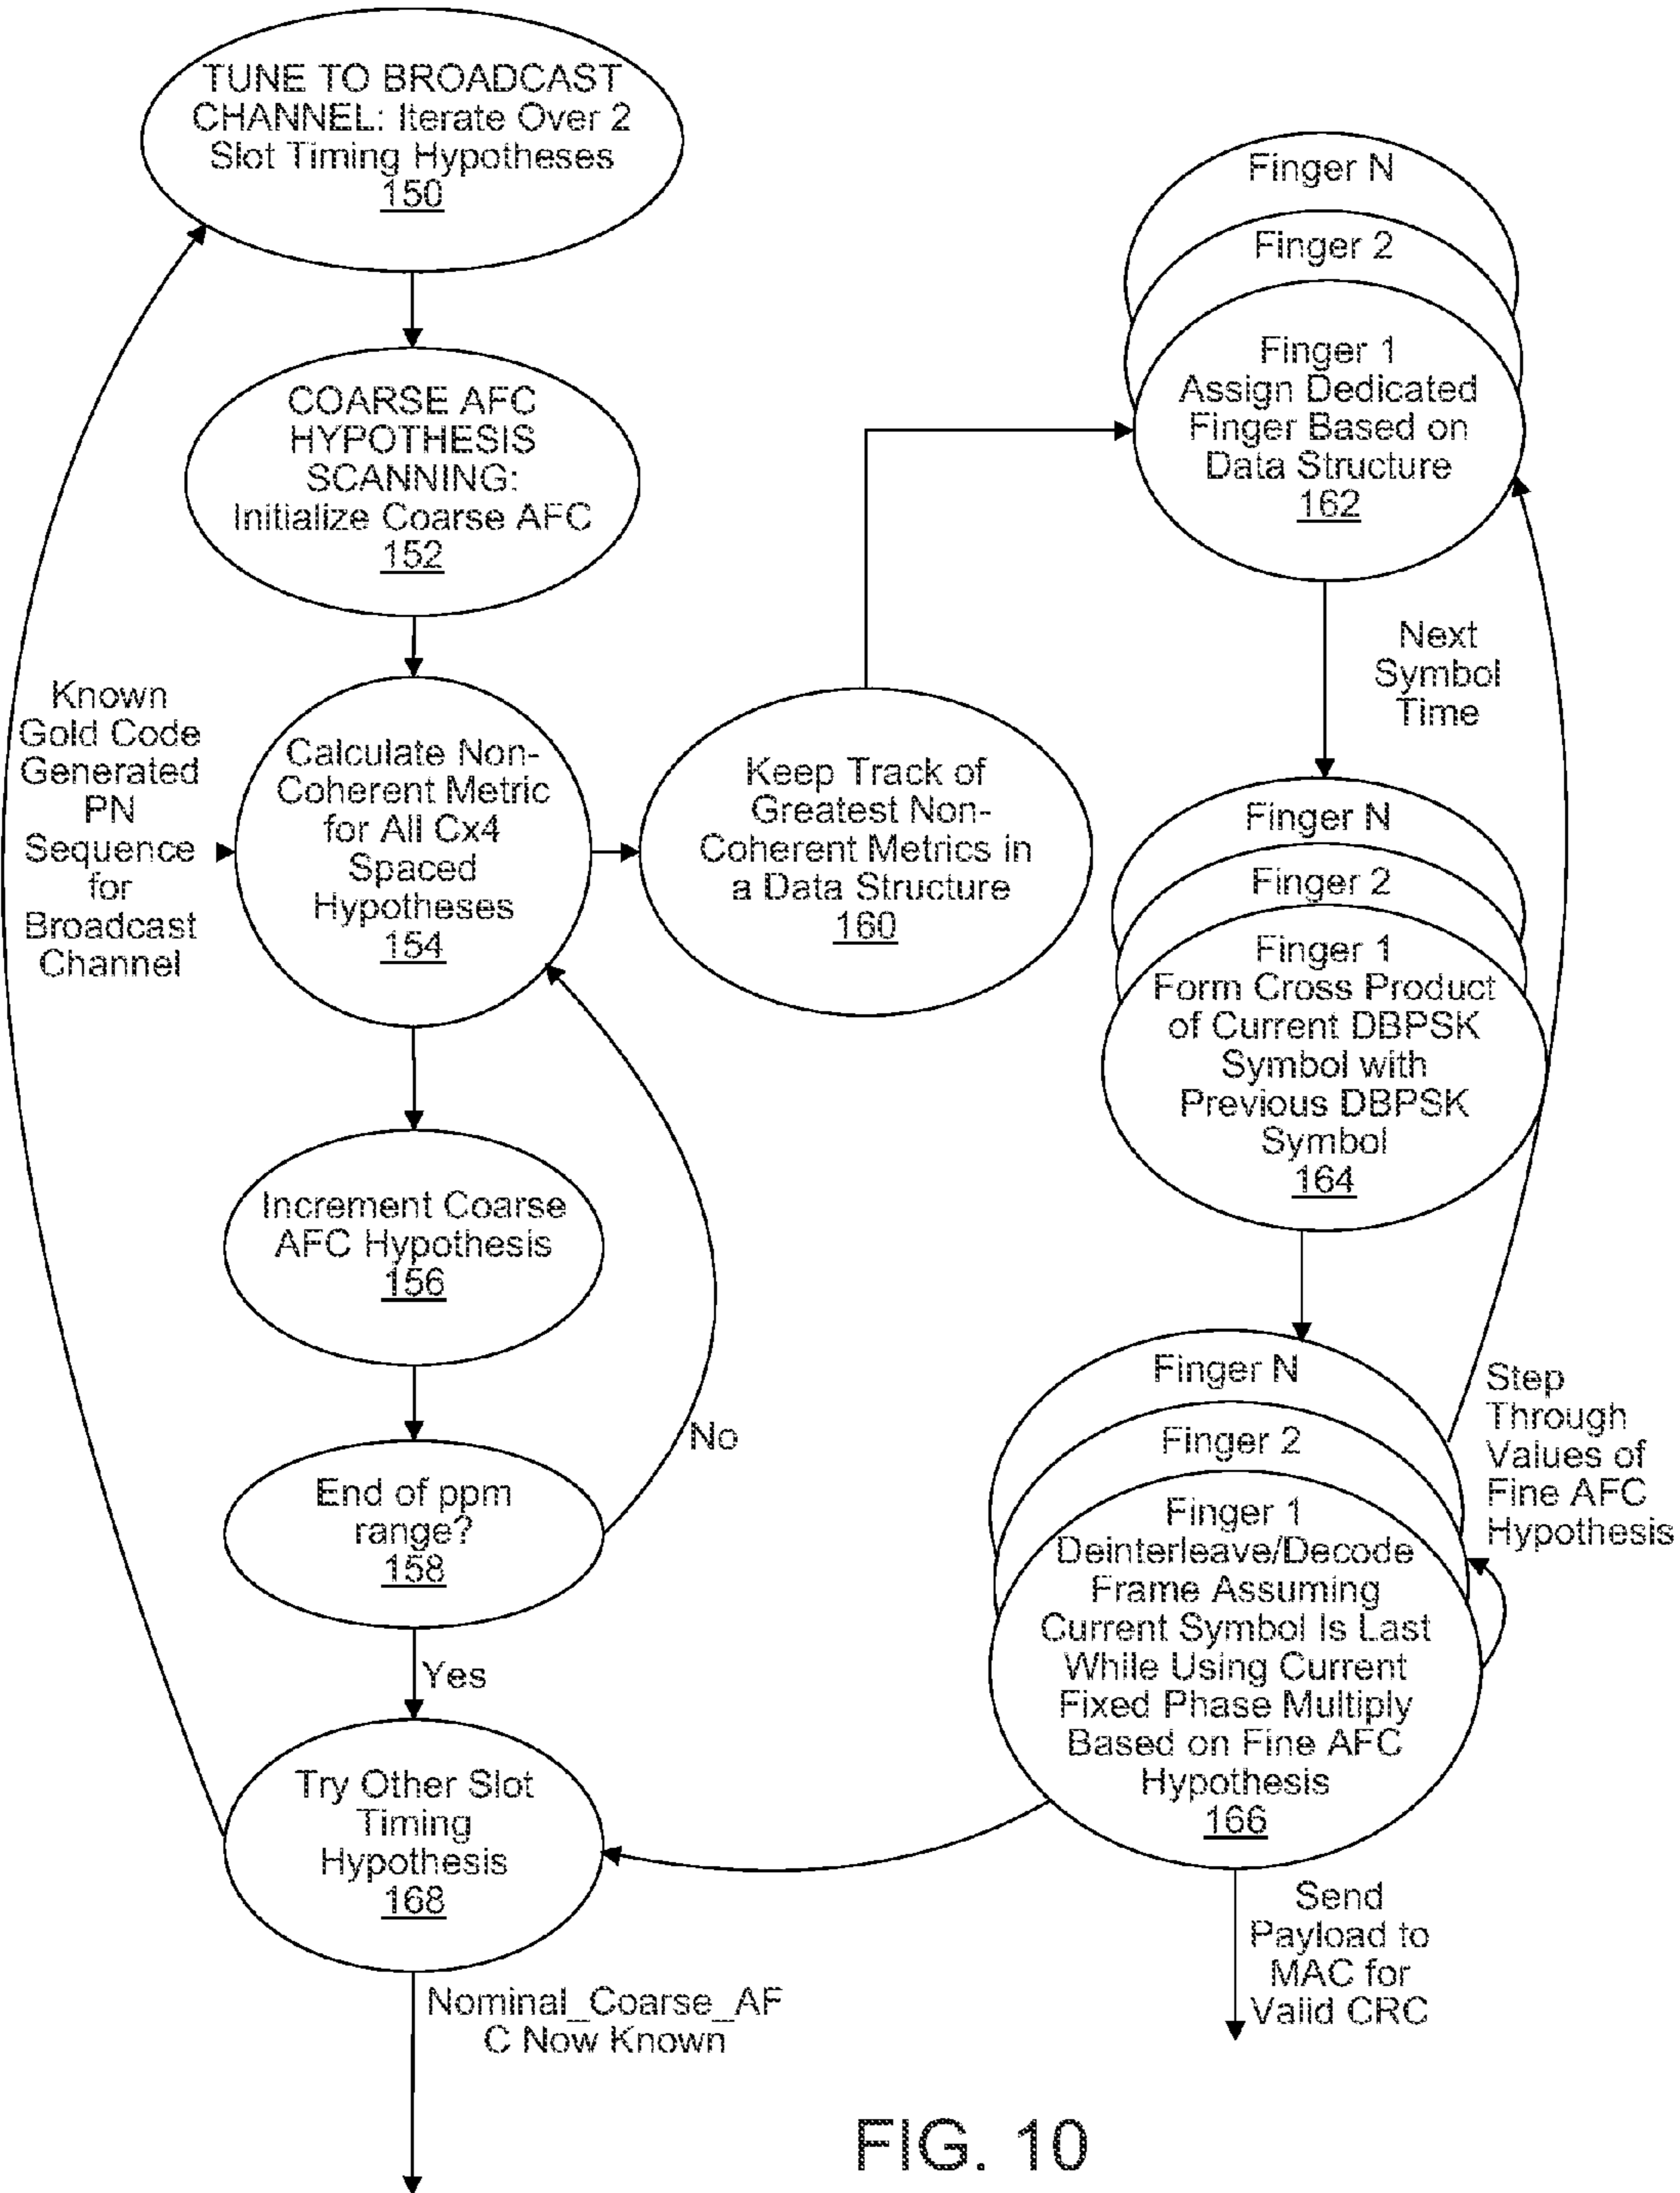 TUNE TO BROADCAST
CHANNEL: Iterate Over 2
Slot Timing Hypotheses
150
COARSE AFC
HYPOTHESIS
SCANNING:
Initialize Coarse AFC
152
Known
Gold Code
Generated
PN
Sequence
for
Broadcast
Channel
Calculate Non-
Coherent Metric
for All Cx4
Spaced
Hypotheses
154
Increment Coarse
AFC Hypothesis
156
End of ppm
range?
158
No
Yes
Try Other Slot
Timing
Hypothesis
168
Nominal_Coarse_AF
C Now Known
Keep Track of
Greatest Non-
Coherent Metrics in
a Data Structure
160
Finger N
Finger 2
Finger 1
Assign Dedicated
Finger Based on
Data Structure
162
Next
Symbol
Time
Finger N
Finger 2
Finger 1
Form Cross Product
of Current DBPSK
Symbol with
Previous DBPSK
Symbol
164
Finger N
Finger 2
Finger 1
Deinterleave/Decode
Frame Assuming
Current Symbol Is Last
While Using Current
Fixed Phase Multiply
Based on Fine AFC
Hypothesis
166
Step
Through
Values of
Fine AFC
Hypothesis
Send
Payload to
MAC for
Valid CRC
FIG. 10